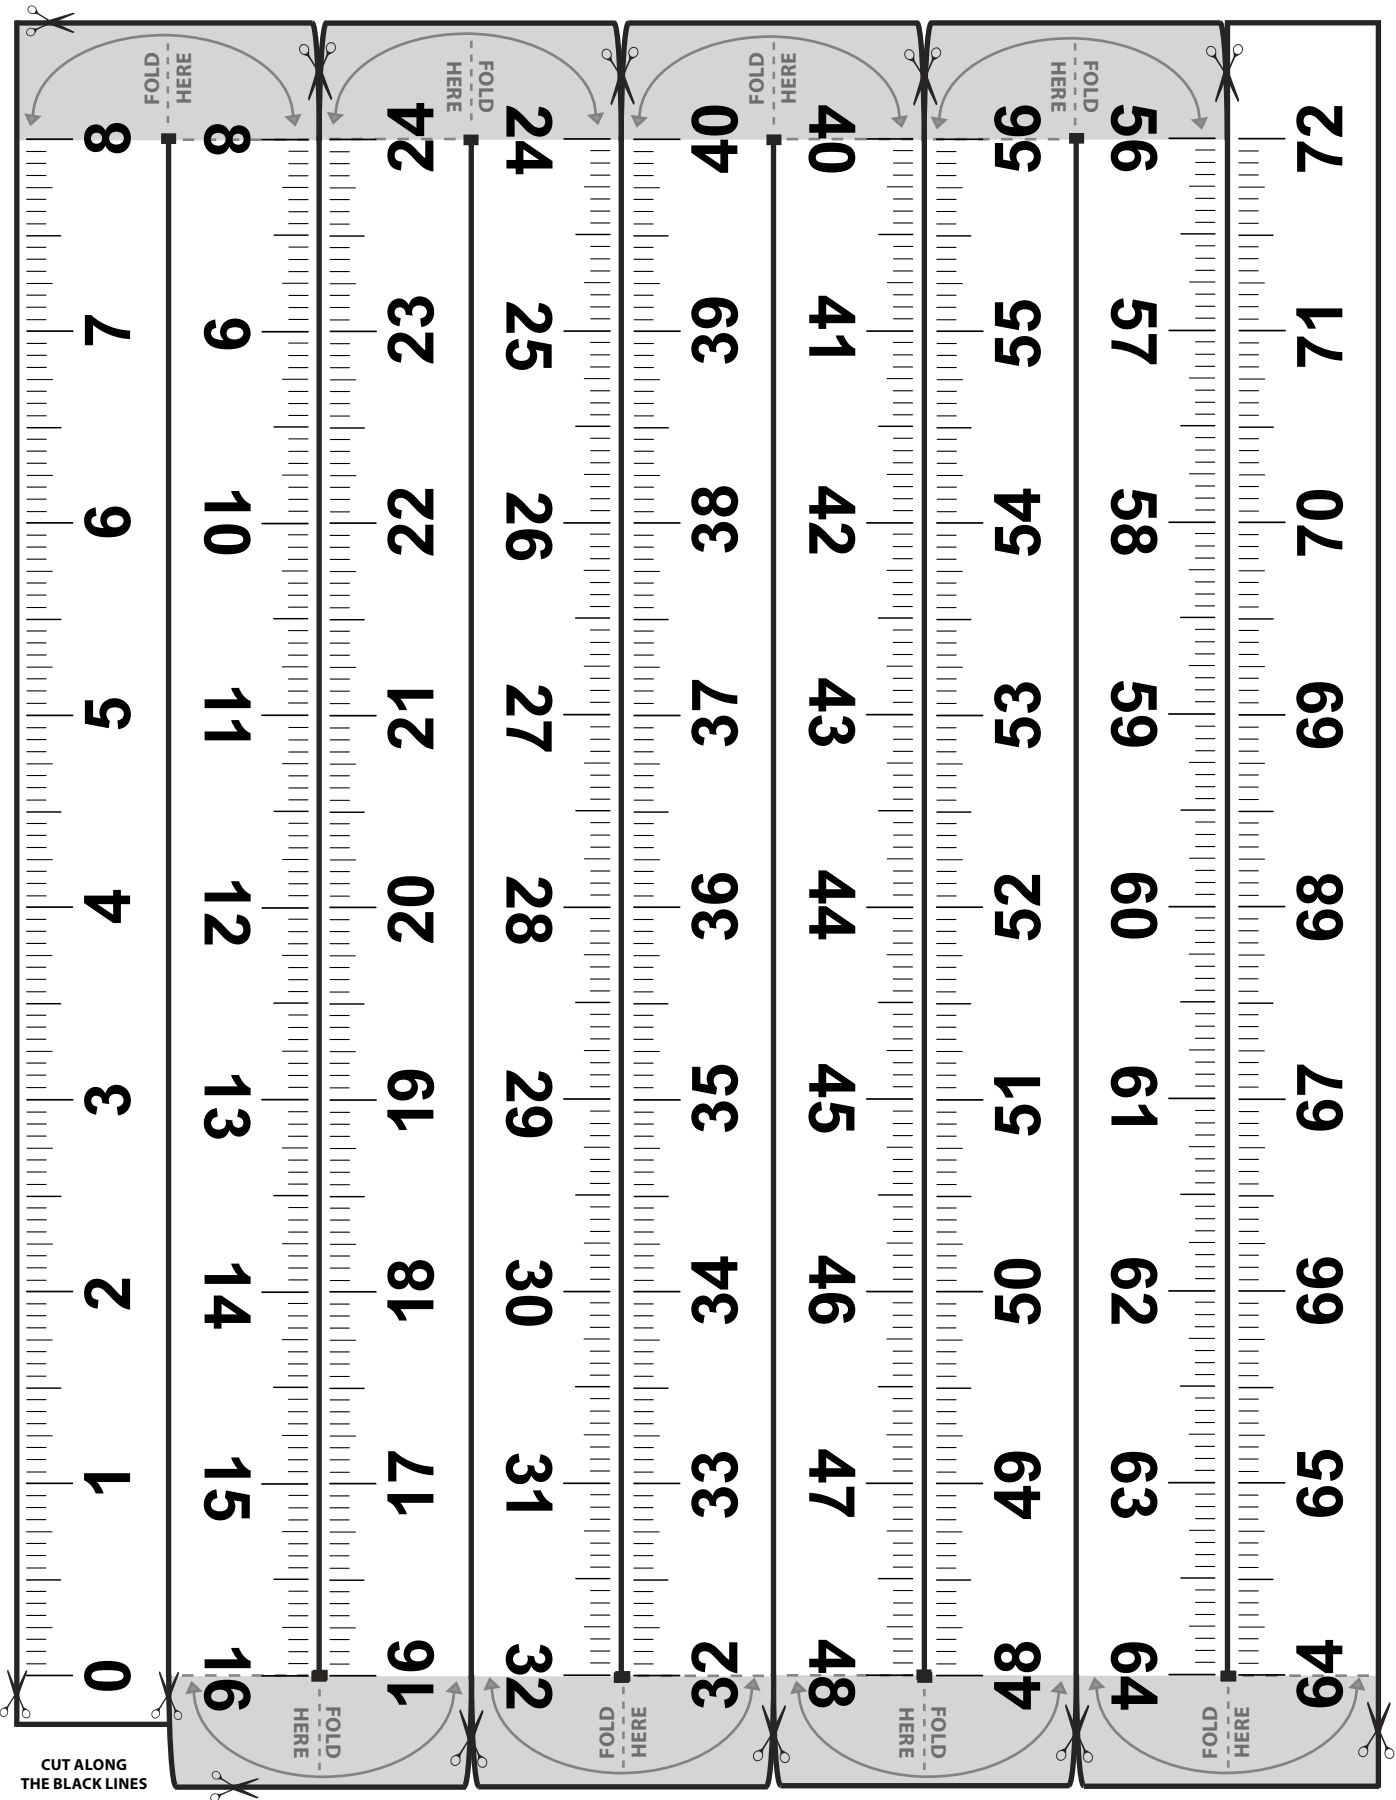 FOLD
HERE
FOLD
HERE
FOLD
HERE
FOLD
HERE
8 8 24 24 40 40 56 56 72
7 9 23 25 39 41 55 57 71
6 10 22 26 38 42 54 58 70
5 11 21 27 37 43 53 59 69
4 12 20 28 36 44 52 60 68
3 13 19 29 35 45 51 61 67
2 14 18 30 34 46 50 62 66
1 15 17 31 33 47 49 63 65
0 16 16 32 32 48 48 64 64
FOLD
HERE
FOLD
HERE
FOLD
HERE
FOLD
HERE
CUT ALONG
THE BLACK LINES